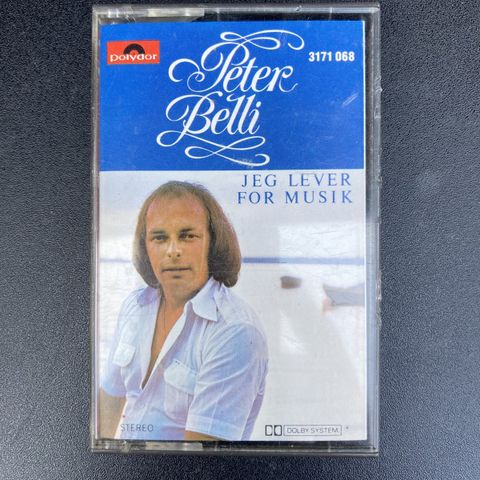 polydor
3171 068
Peter
Belli
JEG LEVER
FOR MUSIK
STEREO
DOLBY SYSTEM